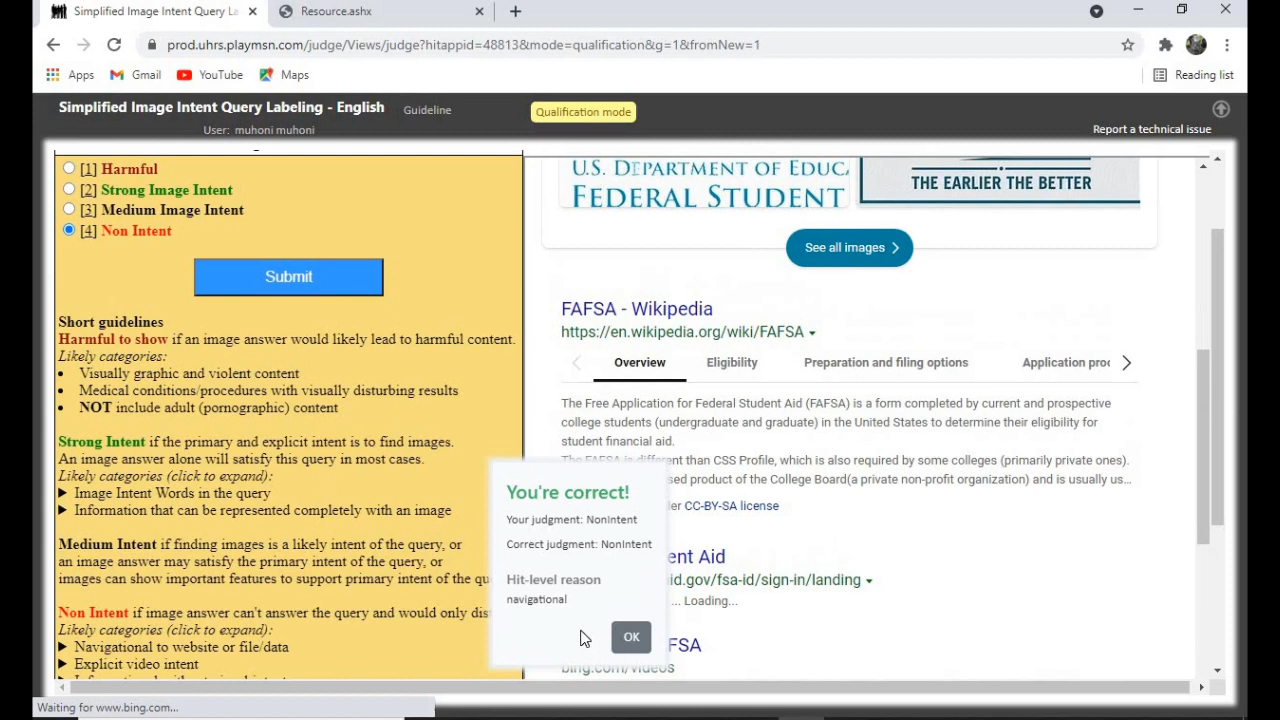 Simplified Image Intent Query La
Resource.ashx
prod.uhrs.playmsn.com/judge/Views/judge?hitappid=48813&mode=qualification&g=1&fromNew=1
Apps
Gmail
YouTube
Maps
Reading list
Simplified Image Intent Query Labeling - English
Guideline
Qualification mode
User: muhoni muhoni
Report a technical issue
[1] Harmful
[2] Strong Image Intent
[3] Medium Image Intent
[4] Non Intent
Submit
Short guidelines
Harmful to show if an image answer would likely lead to harmful content.
Likely categories:
• Visually graphic and violent content
• Medical conditions/procedures with visually disturbing results
• NOT include adult (pornographic) content
Strong Intent if the primary and explicit intent is to find images.
An image answer alone will satisfy this query in most cases.
Likely categories (click to expand):
▶ Image Intent Words in the query
▶ Information that can be represented completely with an image
Medium Intent if finding images is a likely intent of the query, or
an image answer may satisfy the primary intent of the query, or
images can show important features to support primary intent of the qu
Non Intent if image answer can't answer the query and would only dis
Likely categories (click to expand):
▶ Navigational to website or file/data
▶ Explicit video intent
U.S. DEPARTMENT OF EDUC
FEDERAL STUDENT
THE EARLIER THE BETTER
See all images
FAFSA - Wikipedia
https://en.wikipedia.org/wiki/FAFSA
Overview
Eligibility
Preparation and filing options
Application proc
The Free Application for Federal Student Aid (FAFSA) is a form completed by current and prospective
college students (undergraduate and graduate) in the United States to determine their eligibility for
student financial aid.
The FAFSA is different than CSS Profile, which is also required by some colleges (primarily private ones).
sed product of the College Board(a private non-profit organization) and is usually us...
er CC-BY-SA license
ent Aid
id.gov/fsa-id/sign-in/landing
... Loading...
FSA
bing.com/videos
You're correct!
Your judgment: NonIntent
Correct judgment: NonIntent
Hit-level reason
navigational
OK
Waiting for www.bing.com...